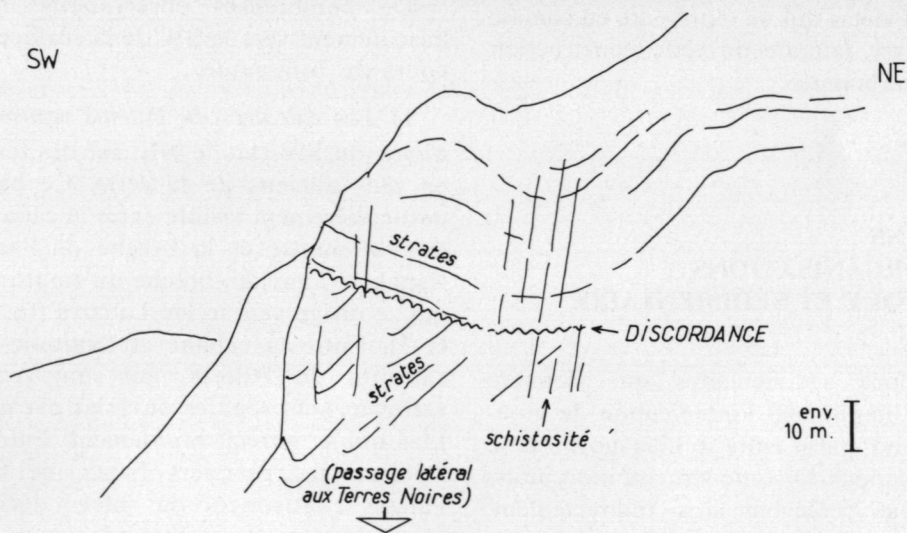 SW
NE
strates
DISCORDANCE
strates
env.
10 m.
schistosité
(passage latéral
aux Terres Noires)